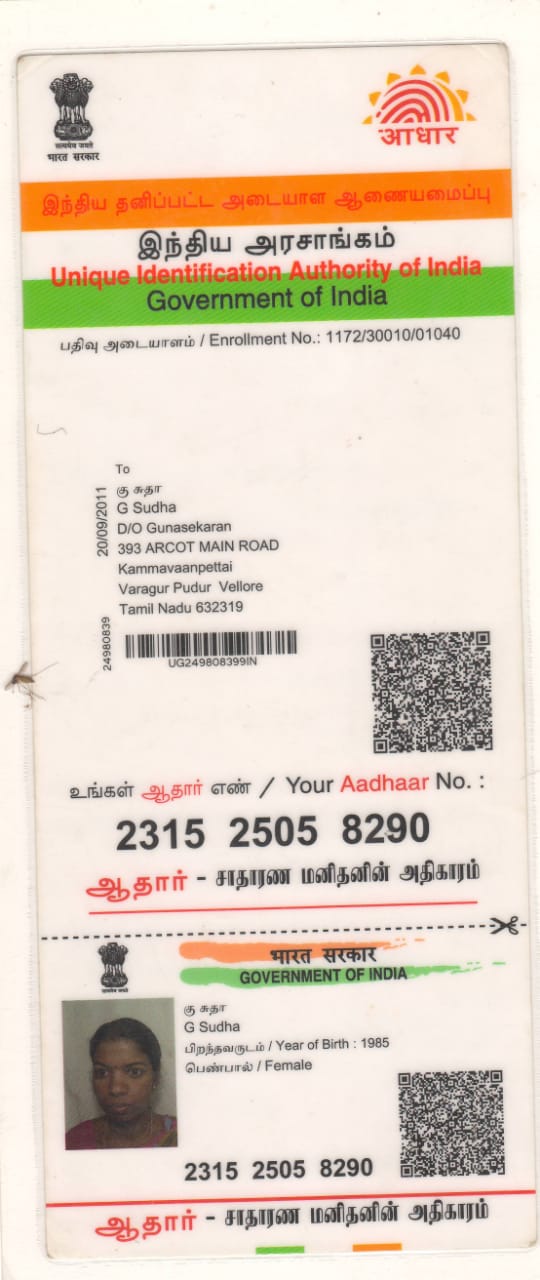 सत्यमेव जयते
भारत सरकार
आधार
இந்திய தனிப்பட்ட அடையாள ஆணையமைப்பு
இந்திய அரசாங்கம்
Unique Identification Authority of India
Government of India
பதிவு அடையாளம் / Enrollment No.: 1172/30010/01040
20/09/2011
24980839
To
கு சுதா
G Sudha
D/O Gunasekaran
393 ARCOT MAIN ROAD
Kammavaanpettai
Varagur Pudur Vellore
Tamil Nadu 632319
UG249808399IN
உங்கள் ஆதார் எண் / Your Aadhaar No. :
2315 2505 8290
ஆதார் - சாதாரண மனிதனின் அதிகாரம்
भारत सरकार
GOVERNMENT OF INDIA
सत्यमेव जयते
கு சுதா
G Sudha
பிறந்தவருடம் / Year of Birth : 1985
பெண்பால் / Female
2315 2505 8290
ஆதார் - சாதாரண மனிதனின் அதிகாரம்